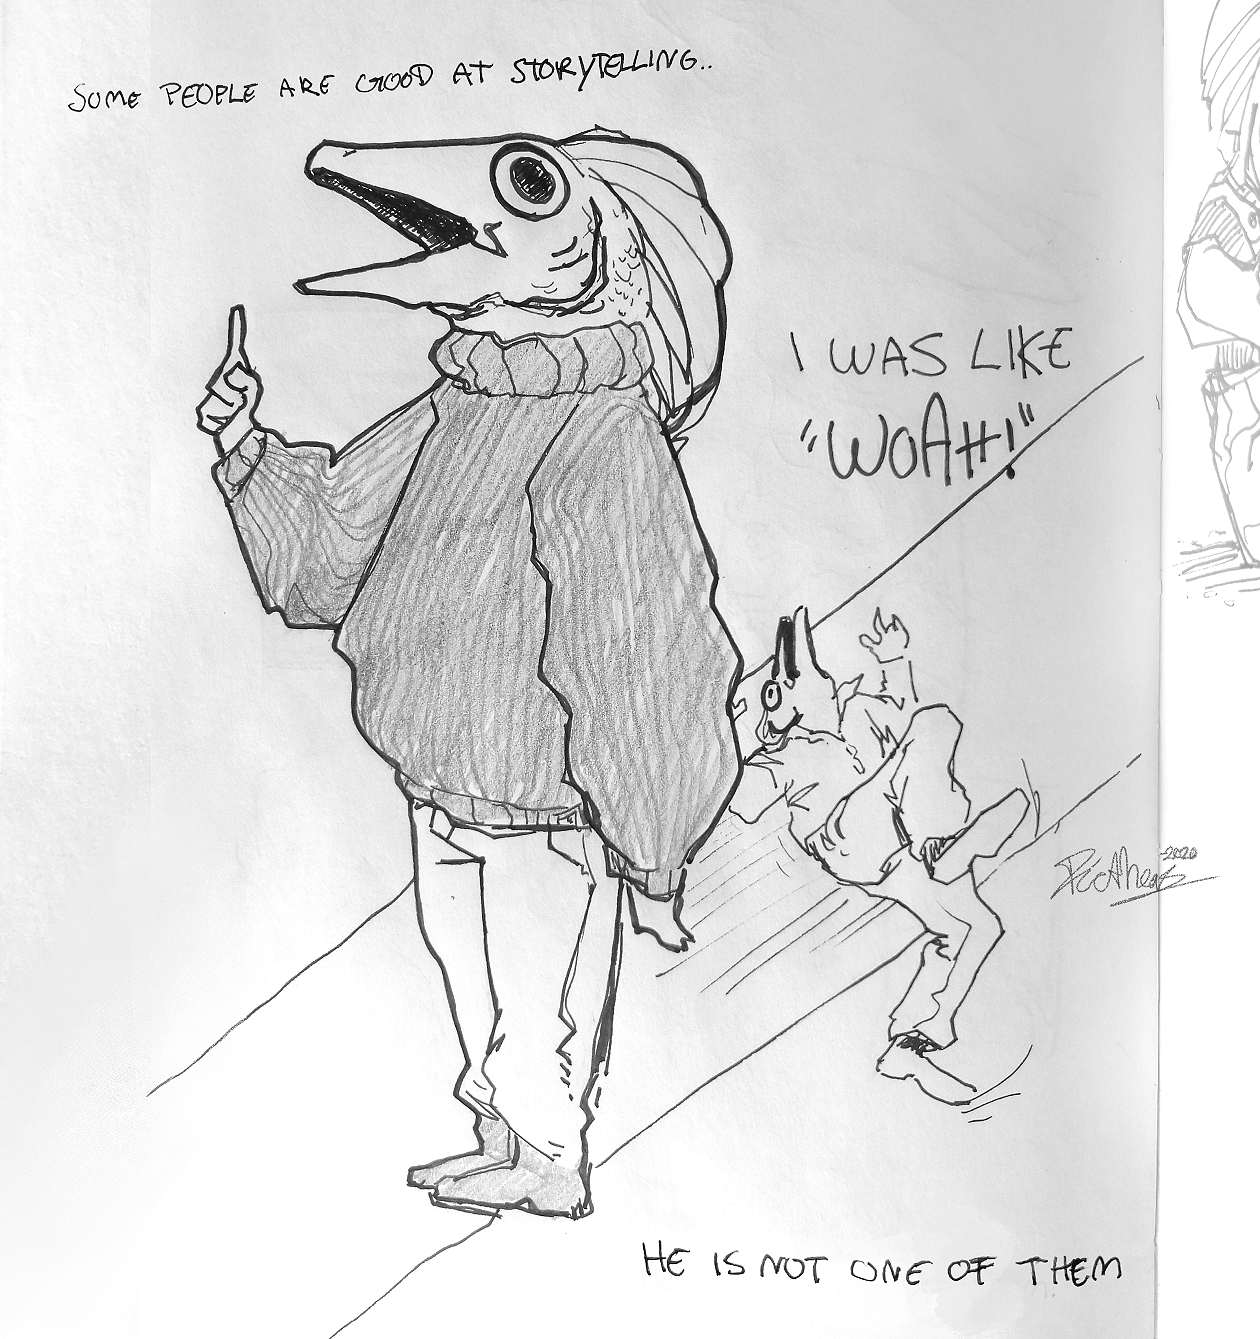 SOME PEOPLE ARE GOOD AT STORYTELLING..
I WAS LIKE
"WOAH!"
-2020
HE IS NOT ONE OF THEM